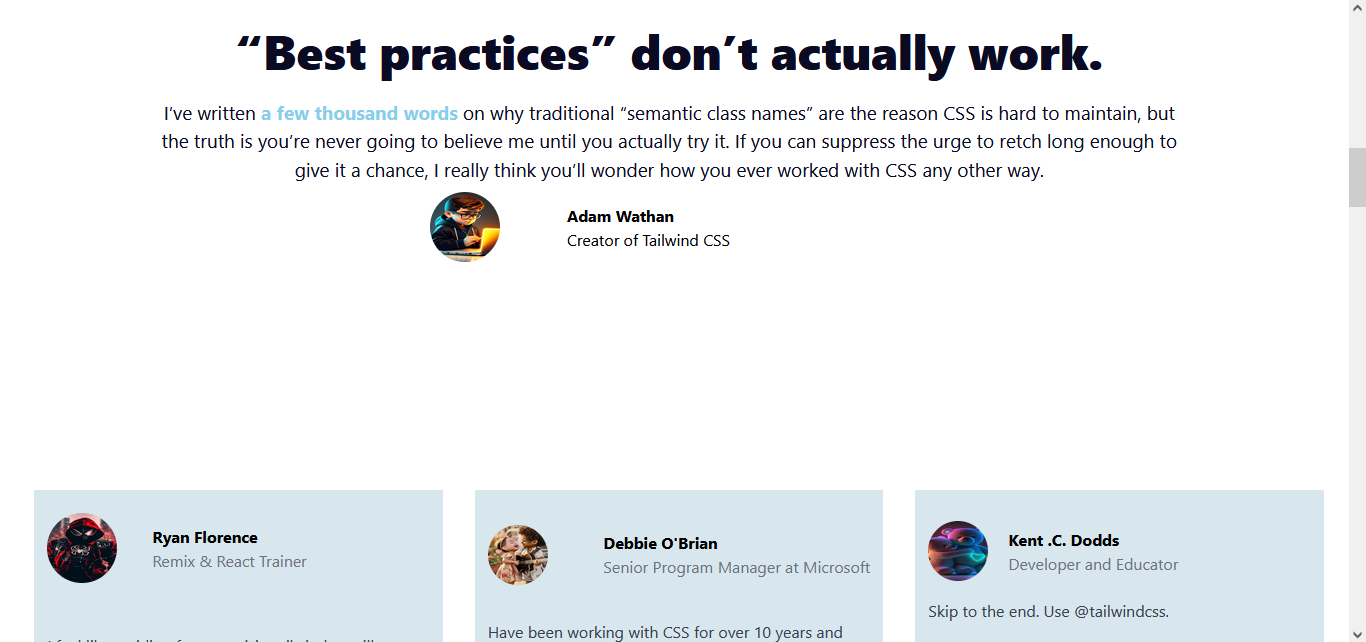 “Best practices” don’t actually work.
I’ve written a few thousand words on why traditional “semantic class names” are the reason CSS is hard to maintain, but
the truth is you’re never going to believe me until you actually try it. If you can suppress the urge to retch long enough to
give it a chance, I really think you’ll wonder how you ever worked with CSS any other way.
Adam Wathan
Creator of Tailwind CSS
Ryan Florence
Remix & React Trainer
Debbie O'Brian
Senior Program Manager at Microsoft
Have been working with CSS for over 10 years and
Kent .C. Dodds
Developer and Educator
Skip to the end. Use @tailwindcss.